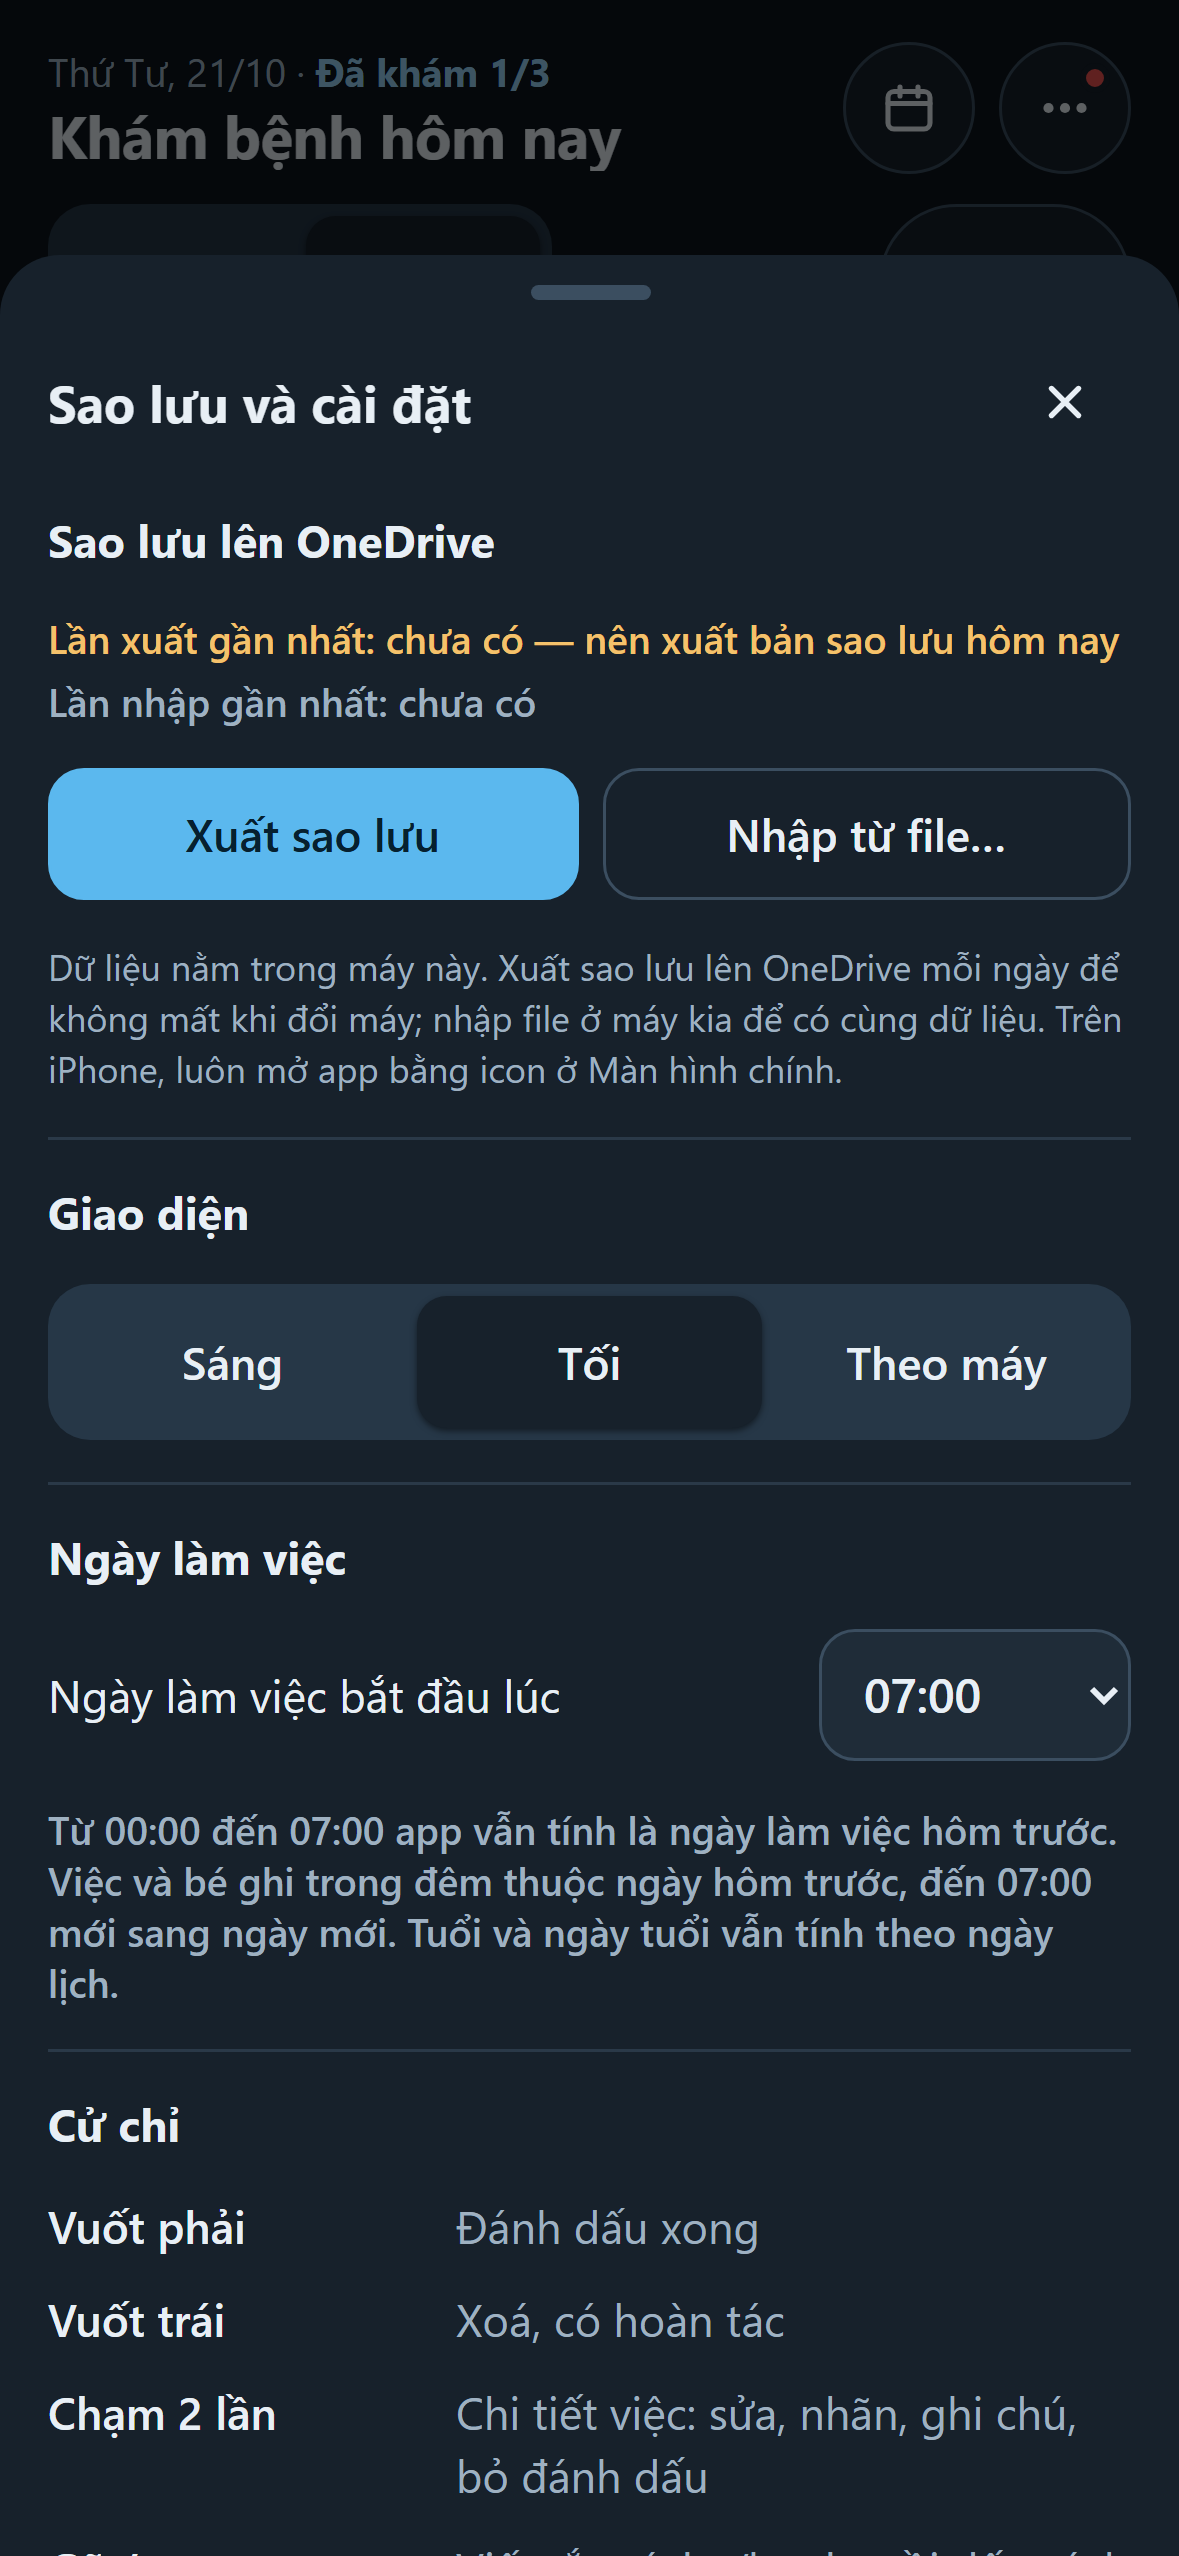 Thứ Tư, 21/10 · Đã khám 1/3
Khám bệnh hôm nay
Sao lưu và cài đặt
Sao lưu lên OneDrive
Lần xuất gần nhất: chưa có — nên xuất bản sao lưu hôm nay
Lần nhập gần nhất: chưa có
Xuất sao lưu
Nhập từ file...
Dữ liệu nằm trong máy này. Xuất sao lưu lên OneDrive mỗi ngày để
không mất khi đổi máy; nhập file ở máy kia để có cùng dữ liệu. Trên
iPhone, luôn mở app bằng icon ở Màn hình chính.
Giao diện
Sáng
Tối
Theo máy
Ngày làm việc
Ngày làm việc bắt đầu lúc
07:00
Từ 00:00 đến 07:00 app vẫn tính là ngày làm việc hôm trước.
Việc và bé ghi trong đêm thuộc ngày hôm trước, đến 07:00
mới sang ngày mới. Tuổi và ngày tuổi vẫn tính theo ngày
lịch.
Cử chỉ
Vuốt phải
Đánh dấu xong
Vuốt trái
Xoá, có hoàn tác
Chạm 2 lần
Chi tiết việc: sửa, nhãn, ghi chú,
bỏ đánh dấu